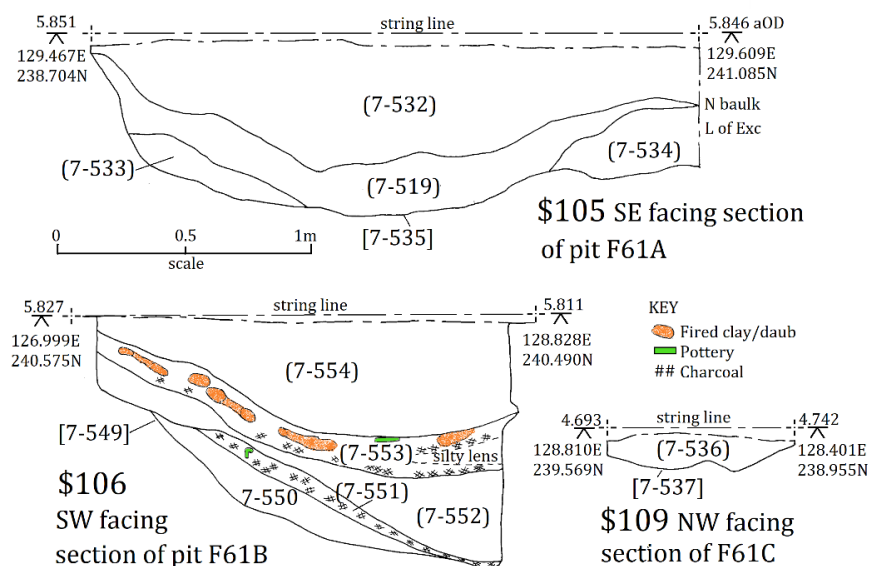 5.851
string line
5.846 aOD
129.467E
238.704N
129.609E
241.085N
(7-532)
N baulk
L of Exc
(7-533)
(7-534)
(7-519)
[7-535]
$105 SE facing section
of pit F61A
0 0.5 1m
scale
5.827
string line
5.811
126.999E
240.575N
128.828E
240.490N
KEY
Fired clay/daub
Pottery
## Charcoal
(7-554)
[7-549]
(7-553)
silty lens
7-550
(7-551)
(7-552)
$106
SW facing
section of pit F61B
4.693
string line
4.742
128.810E
239.569N
(7-536)
128.401E
238.955N
[7-537]
$109 NW facing
section of F61C